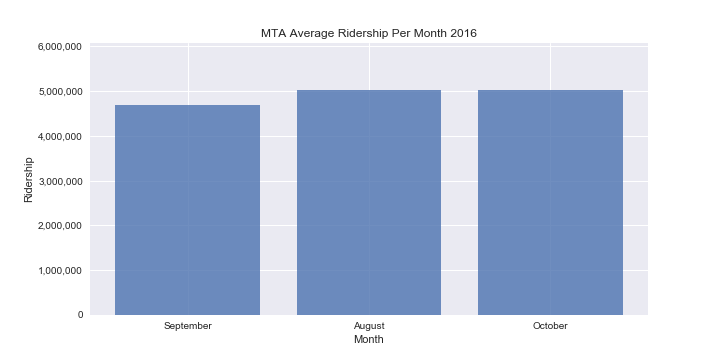 MTA Average Ridership Per Month 2016
6,000,000
5,000,000
4,000,000
3,000,000
2,000,000
1,000,000
0
Ridership
September August October
Month